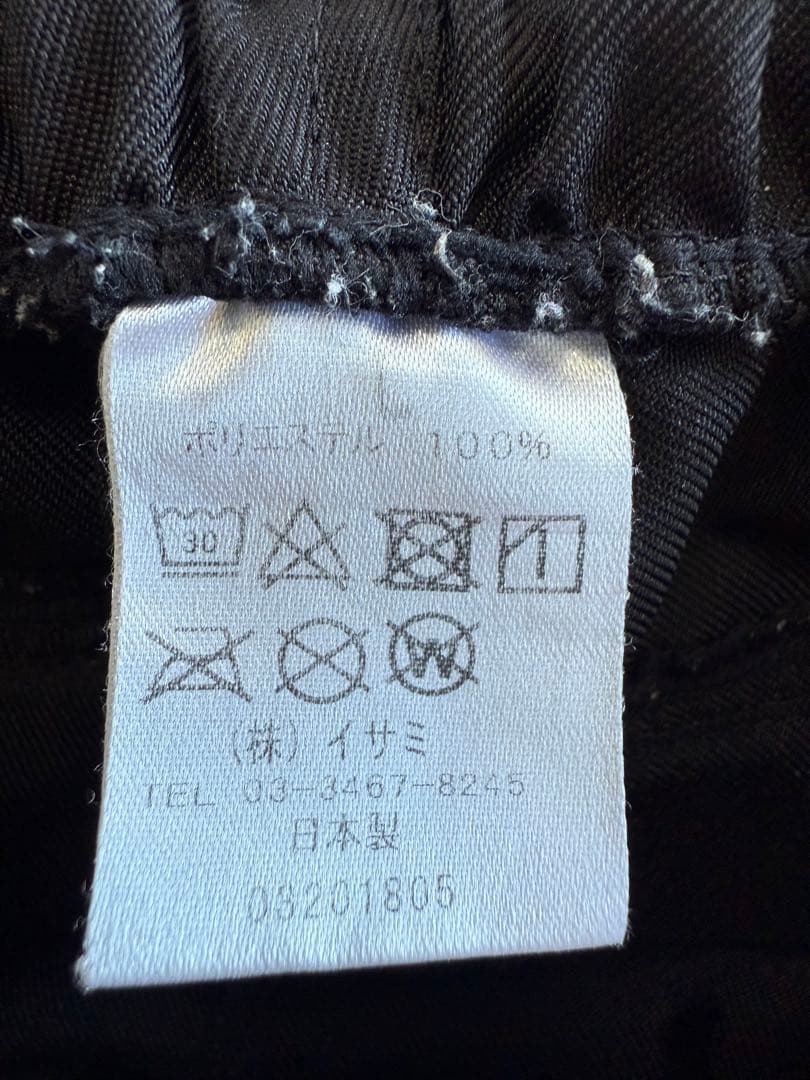 L
ポリエステル 100%
30
(株) イサミ
TEL 03-3467-8245
日本製
03201805